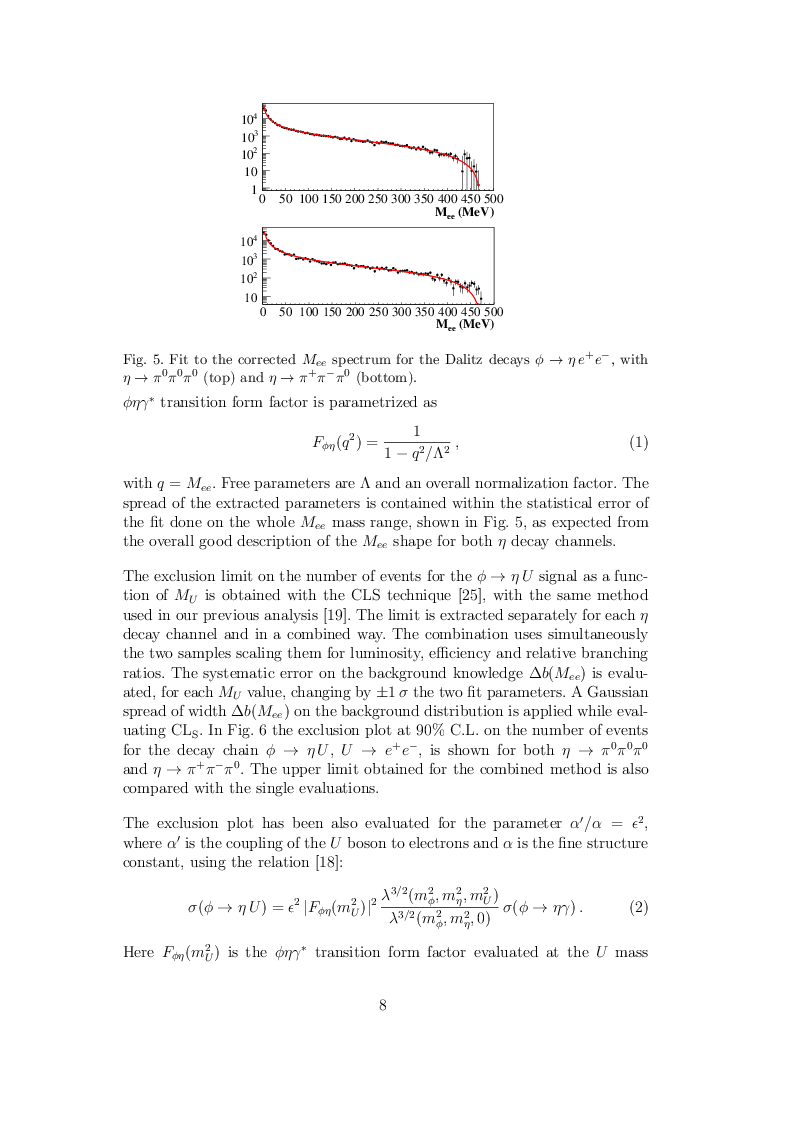 10⁴
10³
10²
10
1
0 50 100 150 200 250 300 350 400 450 500
M_ee (MeV)
10⁴
10³
10²
10
0 50 100 150 200 250 300 350 400 450 500
M_ee (MeV)
Fig. 5. Fit to the corrected M_ee spectrum for the Dalitz decays ϕ → η e⁺e⁻, with
η → π⁰π⁰π⁰ (top) and η → π⁺π⁻π⁰ (bottom).
ϕηγ* transition form factor is parametrized as
F_ϕη(q²) = 1 / (1 − q²/Λ²) , (1)
with q = M_ee. Free parameters are Λ and an overall normalization factor. The
spread of the extracted parameters is contained within the statistical error of
the fit done on the whole M_ee mass range, shown in Fig. 5, as expected from
the overall good description of the M_ee shape for both η decay channels.
The exclusion limit on the number of events for the ϕ → η U signal as a func-
tion of M_U is obtained with the CLS technique [25], with the same method
used in our previous analysis [19]. The limit is extracted separately for each η
decay channel and in a combined way. The combination uses simultaneously
the two samples scaling them for luminosity, efficiency and relative branching
ratios. The systematic error on the background knowledge Δb(M_ee) is evalu-
ated, for each M_U value, changing by ±1 σ the two fit parameters. A Gaussian
spread of width Δb(M_ee) on the background distribution is applied while eval-
uating CL_S. In Fig. 6 the exclusion plot at 90% C.L. on the number of events
for the decay chain ϕ → η U, U → e⁺e⁻, is shown for both η → π⁰π⁰π⁰
and η → π⁺π⁻π⁰. The upper limit obtained for the combined method is also
compared with the single evaluations.
The exclusion plot has been also evaluated for the parameter α′/α = ϵ²,
where α′ is the coupling of the U boson to electrons and α is the fine structure
constant, using the relation [18]:
σ(ϕ → η U) = ϵ² |F_ϕη(m²_U)|² λ^{3/2}(m²_ϕ, m²_η, m²_U) / λ^{3/2}(m²_ϕ, m²_η, 0) σ(ϕ → ηγ) . (2)
Here F_ϕη(m²_U) is the ϕηγ* transition form factor evaluated at the U mass
8